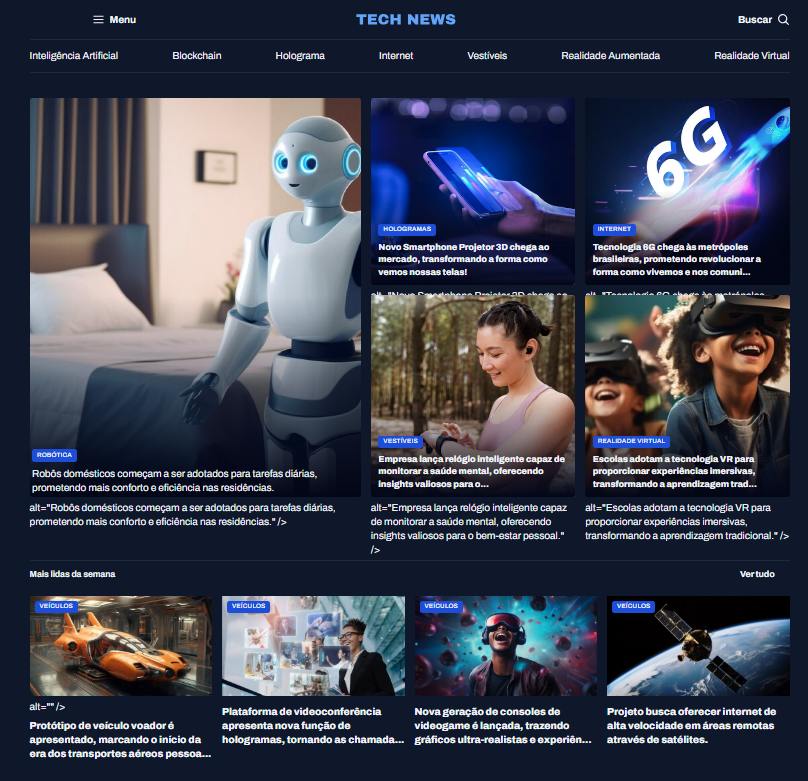 Menu
TECH NEWS
Buscar
Inteligência Artificial
Blockchain
Holograma
Internet
Vestíveis
Realidade Aumentada
Realidade Virtual
ROBÓTICA
Robôs domésticos começam a ser adotados para tarefas diárias,
prometendo mais conforto e eficiência nas residências.
alt="Robôs domésticos começam a ser adotados para tarefas diárias,
prometendo mais conforto e eficiência nas residências." />
HOLOGRAMAS
Novo Smartphone Projetor 3D chega ao
mercado, transformando a forma como
vemos nossas telas!
alt="Novo Smartphone Projetor 3D chega ao
6G
INTERNET
Tecnologia 6G chega às metrópoles
brasileiras, prometendo revolucionar a
forma como vivemos e nos comuni...
alt="Tecnologia 6G chega às metrópoles
VESTÍVEIS
Empresa lança relógio inteligente capaz de
monitorar a saúde mental, oferecendo
insights valiosos para o...
alt="Empresa lança relógio inteligente capaz
de monitorar a saúde mental, oferecendo
insights valiosos para o bem-estar pessoal."
/>
REALIDADE VIRTUAL
Escolas adotam a tecnologia VR para
proporcionar experiências imersivas,
transformando a aprendizagem trad...
alt="Escolas adotam a tecnologia VR para
proporcionar experiências imersivas,
transformando a aprendizagem tradicional." />
Mais lidas da semana
Ver tudo
VEÍCULOS
alt="" />
Protótipo de veículo voador é
apresentado, marcando o início da
era dos transportes aéreos pessoa...
VEÍCULOS
Plataforma de videoconferência
apresenta nova função de
hologramas, tornando as chamada...
VEÍCULOS
Nova geração de consoles de
videogame é lançada, trazendo
gráficos ultra-realistas e experiên...
VEÍCULOS
Projeto busca oferecer internet de
alta velocidade em áreas remotas
através de satélites.